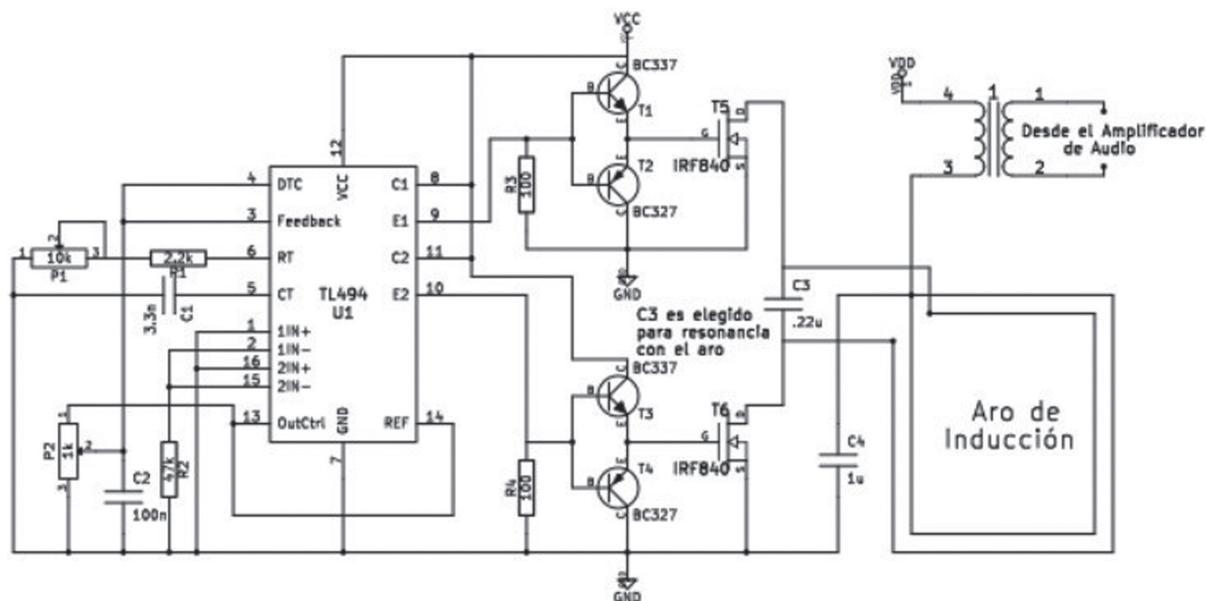 VCC
BC337
T1
T2
BC327
GND
T5
D
G
S
IRF840
VDD
VDD
4
3
1
1
2
Desde el Amplificador
de Audio
12
VCC
4
DTC
3
Feedback
6
RT
5
CT
1
1IN+
2
1IN-
16
2IN+
15
2IN-
13
OutCtrl
GND
7
TL494
U1
C1
8
E1
9
C2
11
E2
10
REF
14
1
2
3
10k
P1
2.2k
R1
3.3n
C1
1
2
3
P2
1k
C2
100n
47k
R2
R3
100
R4
100
B
C
E
E
B
C
C3 es elegido
para resonancia
con el aro
C3
.22u
BC337
T3
T4
BC327
B
C
E
E
B
C
T6
D
G
S
IRF840
C4
1u
GND
Aro de
Inducción